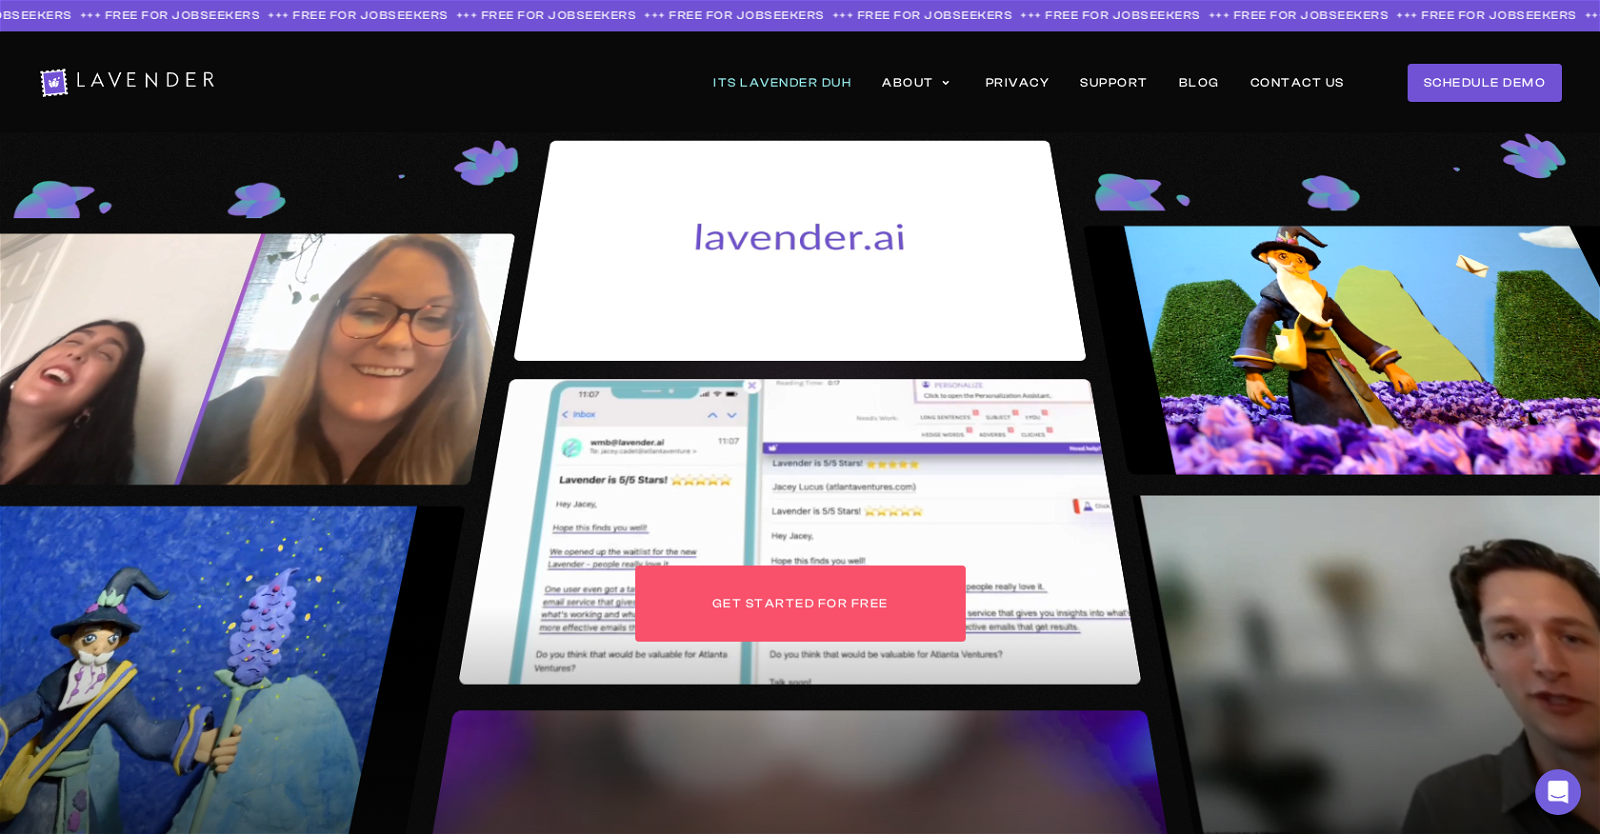 OBSEEKERS +++ FREE FOR JOBSEEKERS +++ FREE FOR JOBSEEKERS +++ FREE FOR JOBSEEKERS +++ FREE FOR JOBSEEKERS +++ FREE FOR JOBSEEKERS +++ FREE FOR JOBSEEKERS +++ FREE FOR JOBSEEKERS +++ FREE FOR JOBSEEKERS ++
LAVENDER
ITS LAVENDER DUH
ABOUT
PRIVACY
SUPPORT
BLOG
CONTACT US
SCHEDULE DEMO
lavender.ai
11:07
Inbox
wmb@lavender.ai 11:07
To: jacey.cadet@atlantaventure >
Lavender is 5/5 Stars! ⭐⭐⭐⭐⭐
Hey Jacey,
Hope this finds you well!
We opened up the waitlist for the new
Lavender - people really love it.
One user even got a ta
email service that gives
what's working and wh
more effective emails th
Do you think that would be valuable for Atlanta
Ventures?
Reading Time: 0:17
PERSONALIZE
Click to open the Personalization Assistant.
Needs Work:
LONG SENTENCES
SUBJECT
I:YOU
HEDGE WORDS
ADVERBS
CLICHES
Need help?
Lavender is 5/5 Stars! ⭐⭐⭐⭐⭐
Jacey Lucus (atlantaventures.com)
Lavender is 5/5 Stars! ⭐⭐⭐⭐⭐
Click
Hey Jacey,
Hope this finds you well!
people really love it.
service that gives you insights into what's
ective emails that get results.
Do you think that would be valuable for Atlanta Ventures?
Talk soon!
GET STARTED FOR FREE